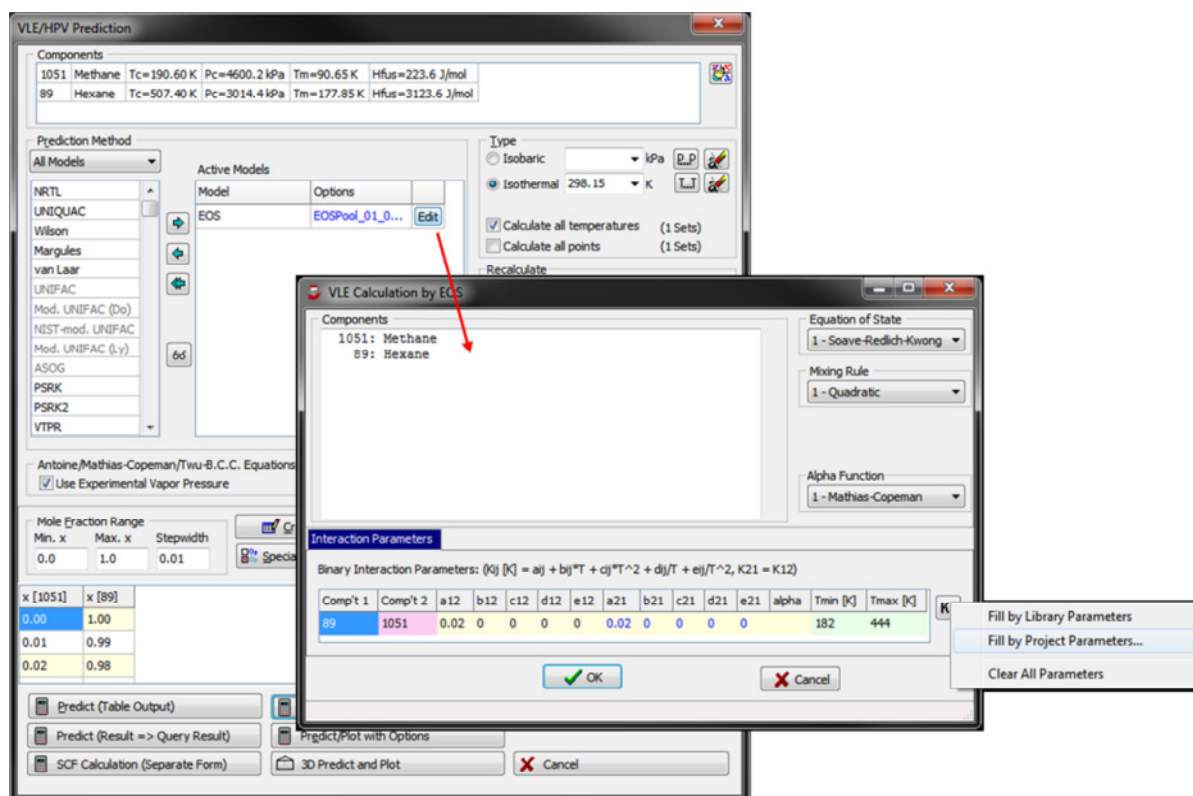 VLE/HPV Prediction
Components
1051 Methane Tc=190.60 K Pc=4600.2 kPa Tm=90.65 K Hfus=223.6 J/mol
89 Hexane Tc=507.40 K Pc=3014.4 kPa Tm=177.85 K Hfus=3123.6 J/mol
Prediction Method
All Models
NRTL
UNIQUAC
Wilson
Margules
van Laar
UNIFAC
Mod. UNIFAC (Do)
NIST-mod. UNIFAC
Mod. UNIFAC (Ly)
ASOG
PSRK
PSRK2
VTPR
Active Models
Model Options
EOS EOSPool_01_0... Edit
Type
Isobaric kPa P...P
Isothermal 298.15 K T...T
Calculate all temperatures (1 Sets)
Calculate all points (1 Sets)
Recalculate
Antoine/Mathias-Copeman/Twu-B.C.C. Equations
Use Experimental Vapor Pressure
Mole Fraction Range
Min. x Max. x Stepwidth
0.0 1.0 0.01
x [1051] x [89]
0.00 1.00
0.01 0.99
0.02 0.98
Predict (Table Output)
Predict (Result => Query Result)
Predict/Plot with Options
SCF Calculation (Separate Form)
3D Predict and Plot
Cancel
VLE Calculation by EOS
Components
1051: Methane
89: Hexane
Equation of State
1 - Soave-Redlich-Kwong
Mixing Rule
1 - Quadratic
Alpha Function
1 - Mathias-Copeman
Interaction Parameters
Binary Interaction Parameters: (Kij [K] = aij + bij*T + cij*T^2 + dij/T + eij/T^2, K21 = K12)
Comp't 1 Comp't 2 a12 b12 c12 d12 e12 a21 b21 c21 d21 e21 alpha Tmin [K] Tmax [K]
89 1051 0.02 0 0 0 0 0.02 0 0 0 0 182 444
OK
Cancel
Fill by Library Parameters
Fill by Project Parameters...
Clear All Parameters